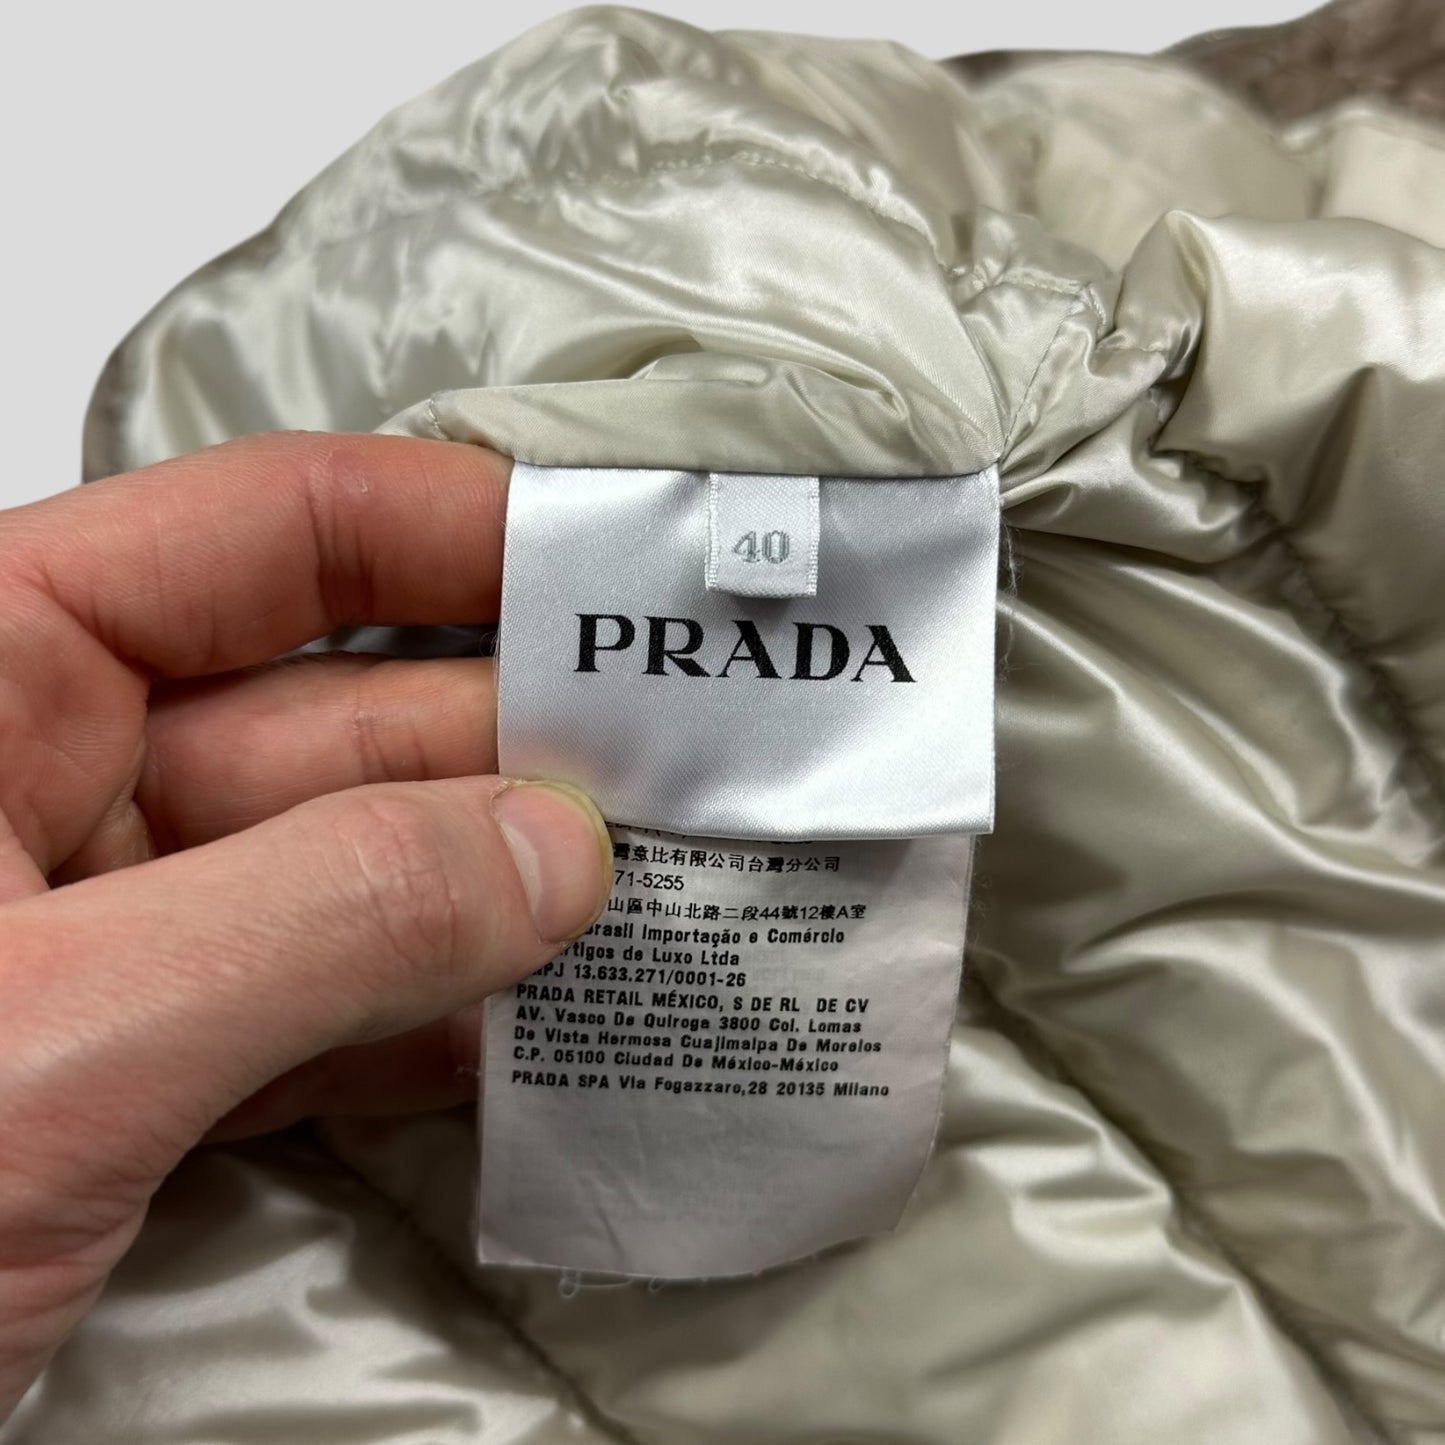 40
PRADA
灣意比有限公司台灣分公司
71-5255
山區中山北路二段44號12樓A室
Brasil Importação e Comércio
Artigos de Luxo Ltda
CNPJ 13.633.271/0001-26
PRADA RETAIL MÉXICO, S DE RL DE CV
AV. Vasco De Quiroga 3800 Col. Lomas
De Vista Hermosa Cuajimalpa De Morelos
C.P. 05100 Ciudad De México-México
PRADA SPA Via Fogazzaro,28 20135 Milano